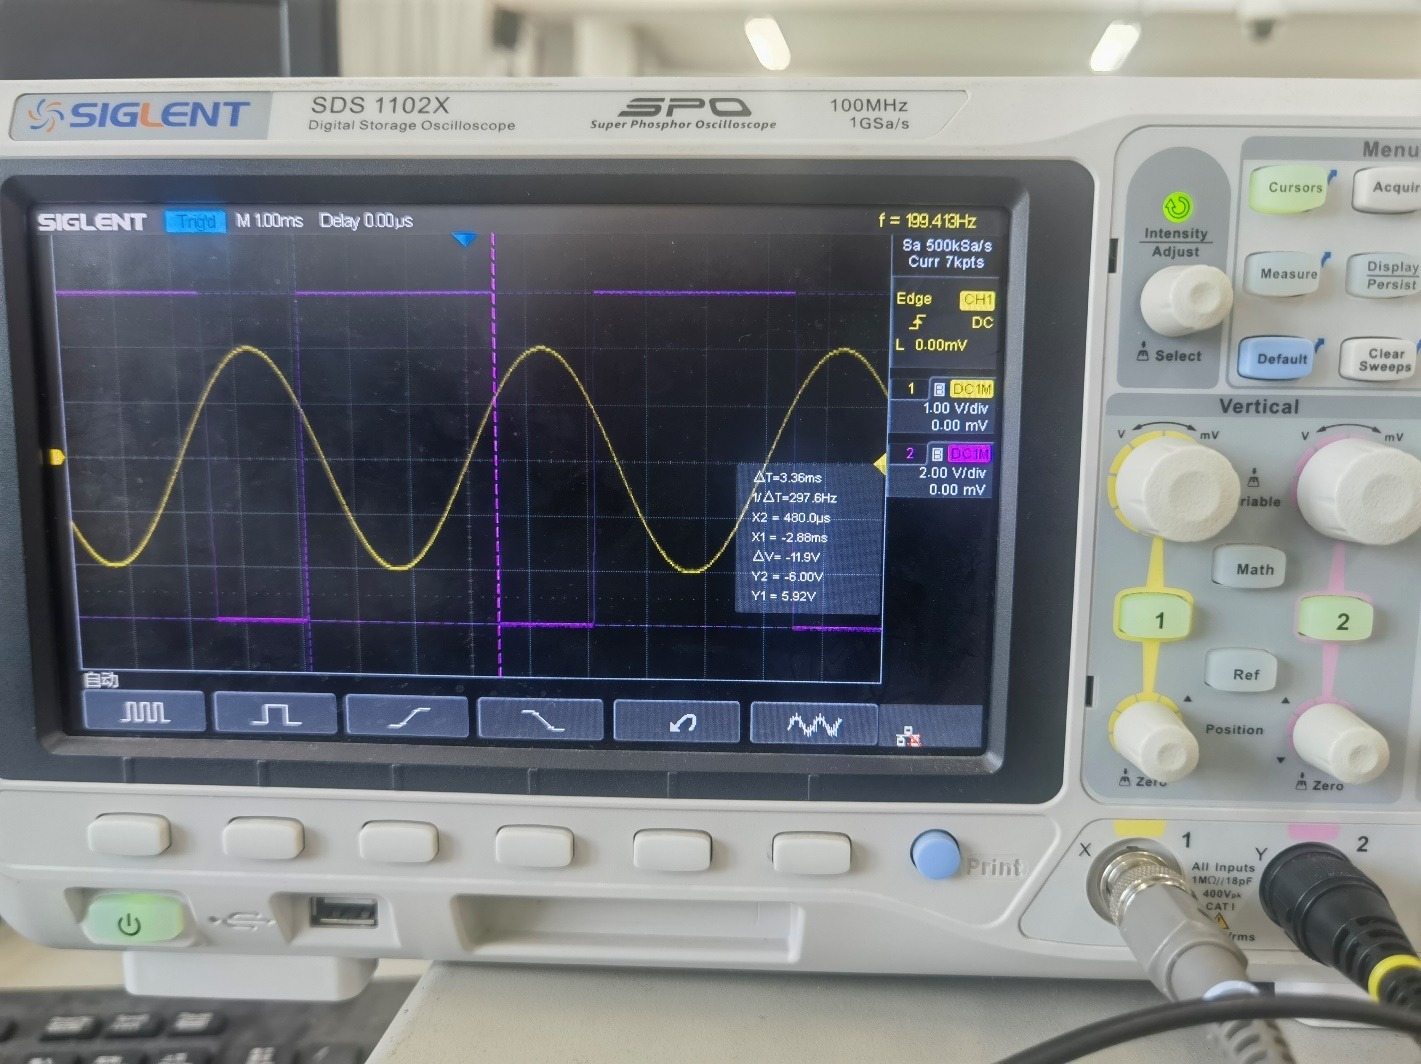 SIGLENT SDS 1102X SPO 100MHz
Digital Storage Oscilloscope Super Phosphor Oscilloscope 1GSa/s
SIGLENT Trig'd M 1.00ms Delay 0.00µs f = 199.413Hz
Sa 500kSa/s
Curr 7kpts
Edge CH1
DC
L 0.00mV
1 B DC1M
1.00 V/div
0.00 mV
2 B DC1M
2.00 V/div
0.00 mV
△T=3.36ms
1/△T=297.6Hz
X2 = 480.0µs
X1 = -2.88ms
△V= -11.9V
Y2 = -6.00V
Y1 = 5.92V
自动
Menu
Intensity
Adjust
Select
Cursors
Measure
Display
Persist
Default
Clear
Sweeps
Vertical
V mV
V mV
Math
1
2
Ref
Position
Zero
Zero
Print
X 1
Y 2
All Inputs
1MΩ//18pF
400Vpk
CAT I